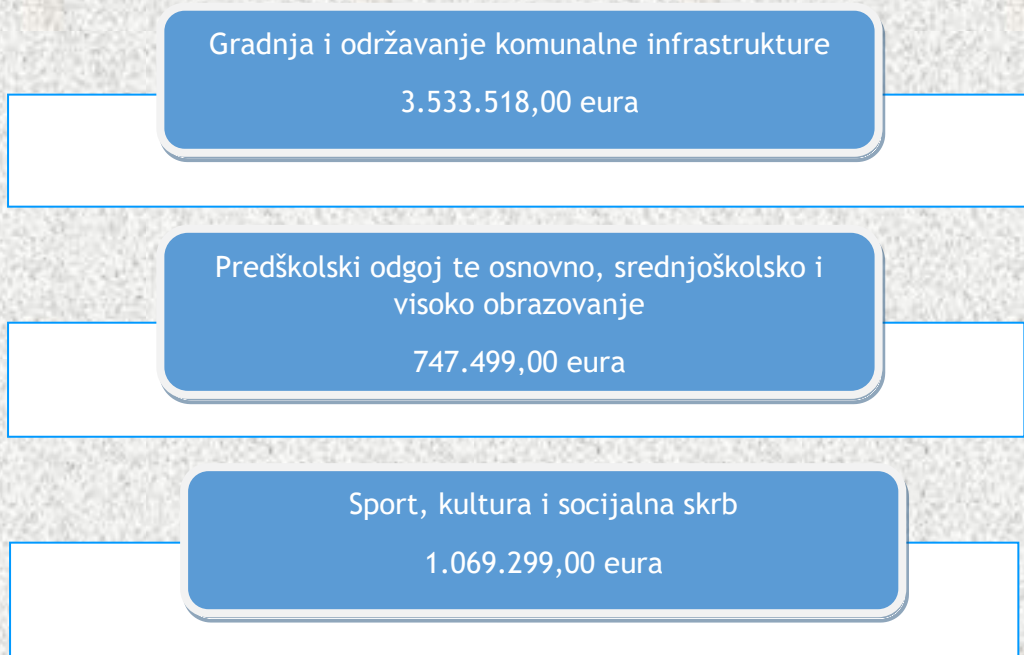 Gradnja i održavanje komunalne infrastrukture
3.533.518,00 eura
Predškolski odgoj te osnovno, srednjoškolsko i
visoko obrazovanje
747.499,00 eura
Sport, kultura i socijalna skrb
1.069.299,00 eura